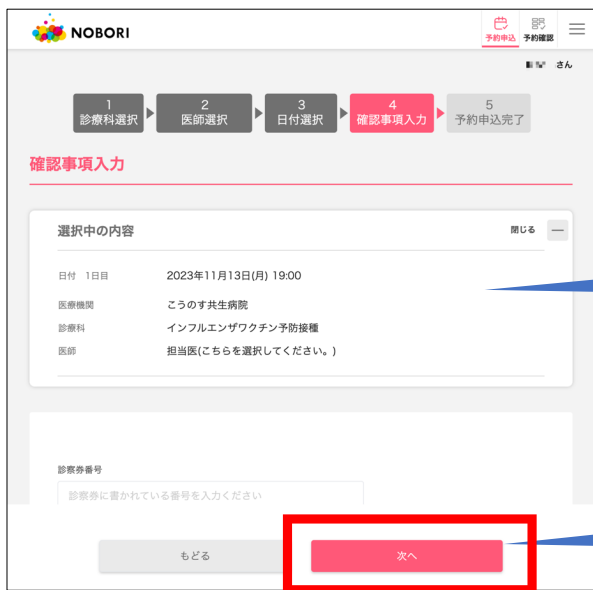 NOBORI
予約申込 予約確認
さん
1 2 3 4 5
診療科選択 医師選択 日付選択 確認事項入力 予約申込完了
確認事項入力
選択中の内容 閉じる
日付 1日目 2023年11月13日(月) 19:00
医療機関 こうのす共生病院
診療科 インフルエンザワクチン予防接種
医師 担当医(こちらを選択してください。)
診察券番号
診察券に書かれている番号を入力ください
もどる 次へ